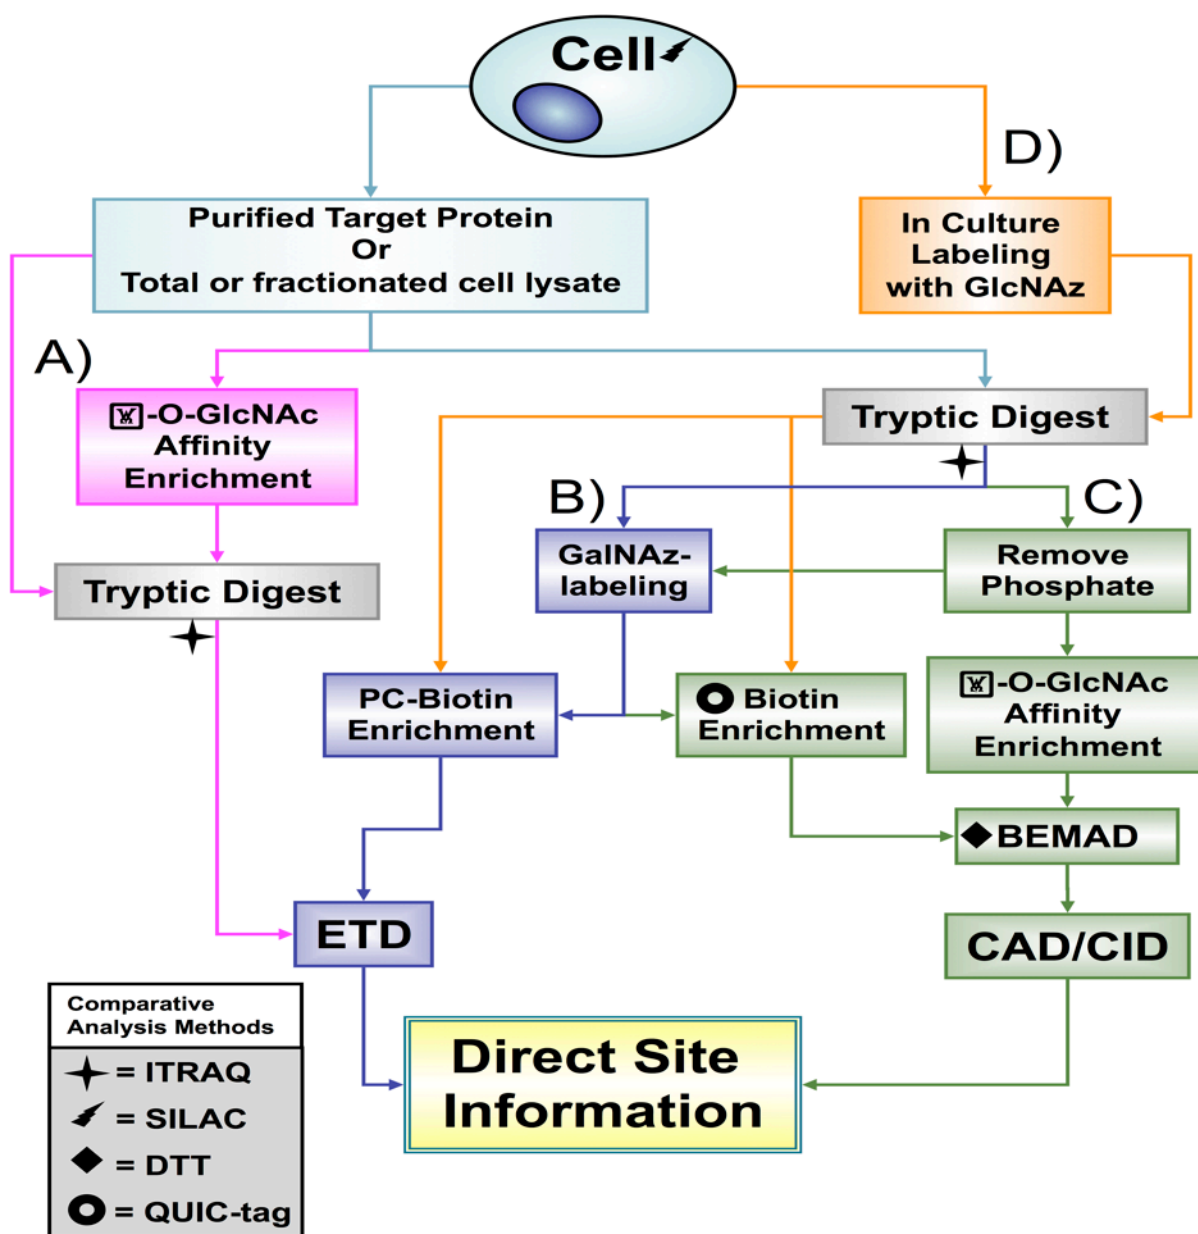 Cell
D)
Purified Target Protein
Or
Total or fractionated cell lysate
In Culture
Labeling
with GlcNAz
A)
-O-GlcNAc
Affinity
Enrichment
Tryptic Digest
B)
C)
GalNAz-
labeling
Remove
Phosphate
Tryptic Digest
PC-Biotin
Enrichment
Biotin
Enrichment
-O-GlcNAc
Affinity
Enrichment
BEMAD
ETD
CAD/CID
Comparative
Analysis Methods
= ITRAQ
= SILAC
= DTT
= QUIC-tag
Direct Site
Information